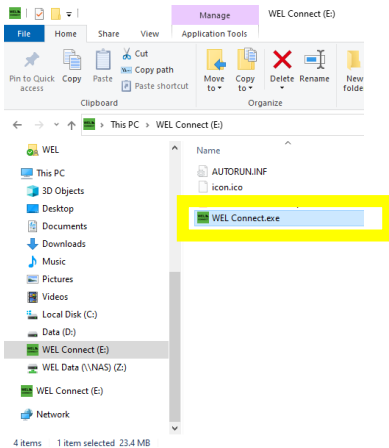 Manage
WEL Connect (E:)
File
Home
Share
View
Application Tools
Pin to Quick access
Copy
Paste
Cut
Copy path
Paste shortcut
Move to
Copy to
Delete
Rename
New
folde
Clipboard
Organize
This PC > WEL Connect (E:)
WEL
This PC
3D Objects
Desktop
Documents
Downloads
Music
Pictures
Videos
Local Disk (C:)
Data (D:)
WEL Connect (E:)
WEL Data (\\NAS) (Z:)
WEL Connect (E:)
Network
Name
AUTORUN.INF
icon.ico
WEL Connect.exe
4 items
1 item selected 23.4 MB